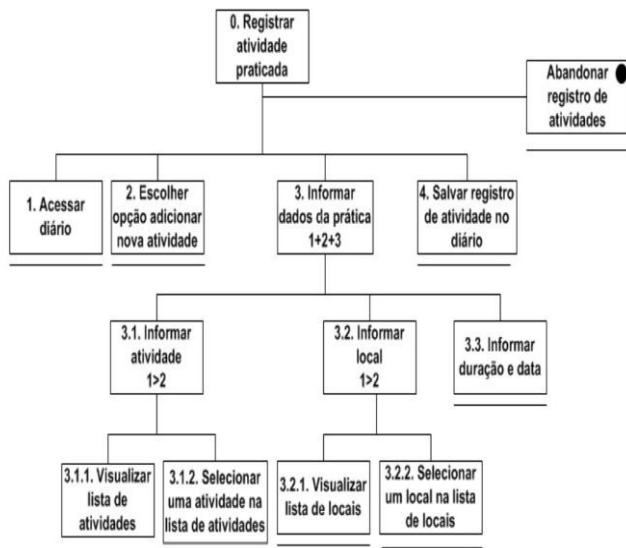 0. Registrar
atividade
praticada
Abandonar
registro de
atividades
1. Acessar
diário
2. Escolher
opção adicionar
nova atividade
3. Informar
dados da prática
1+2+3
4. Salvar registro
de atividade no
diário
3.1. Informar
atividade
1>2
3.2. Informar
local
1>2
3.3. Informar
duração e data
3.1.1. Visualizar
lista de
atividades
3.1.2. Selecionar
uma atividade na
lista de atividades
3.2.1. Visualizar
lista de locais
3.2.2. Selecionar
um local na lista
de locais